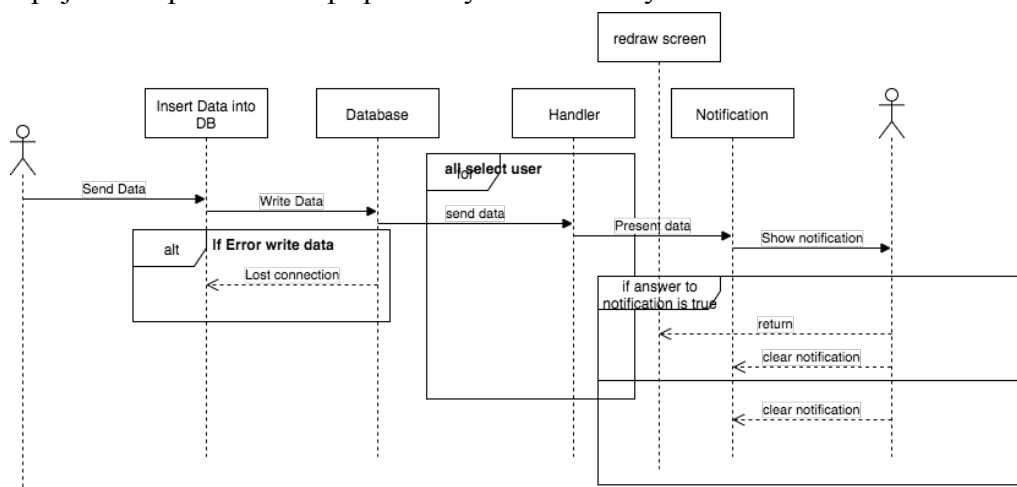 redraw screen
Insert Data into
DB
Database
Handler
Notification
all select user
for
Send Data
Write Data
send data
Present data
Show notification
alt
If Error write data
Lost connection
if answer to
notification is true
return
clear notification
clear notification